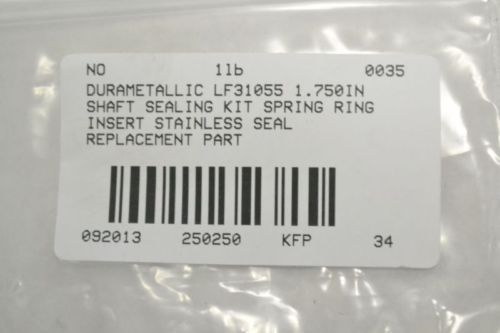 NO 1lb 0035
DURAMETALLIC LF31055 1.750IN
SHAFT SEALING KIT SPRING RING
INSERT STAINLESS SEAL
REPLACEMENT PART
092013 250250 KFP 34